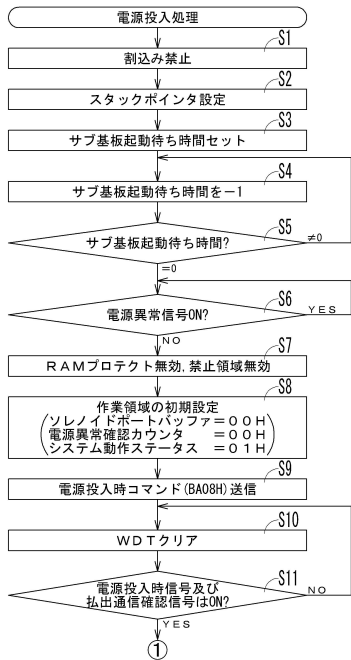 電源投入処理
S1
割込み禁止
S2
スタックポインタ設定
S3
サブ基板起動待ち時間セット
S4
サブ基板起動待ち時間を－1
S5
サブ基板起動待ち時間?
≠0
=0
S6
電源異常信号ON?
YES
NO
S7
RAMプロテクト無効,禁止領域無効
S8
作業領域の初期設定
(ソレノイドポートバッファ=00H
電源異常確認カウンタ =00H
システム動作ステータス =01H)
S9
電源投入時コマンド(BA08H)送信
S10
WDTクリア
S11
電源投入時信号及び
払出通信確認信号はON?
NO
YES
①